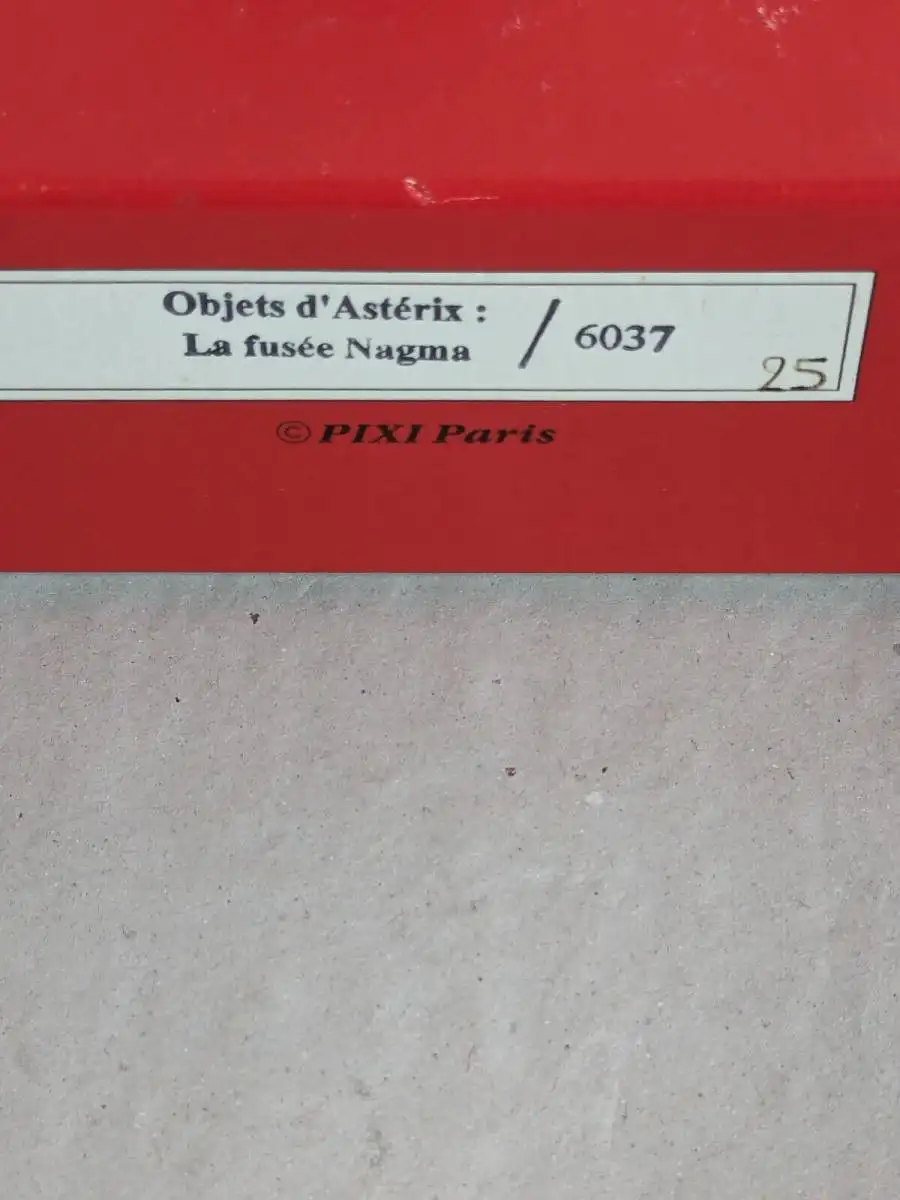 Objets d'Astérix :
La fusée Nagma
/ 6037
25
© PIXI Paris